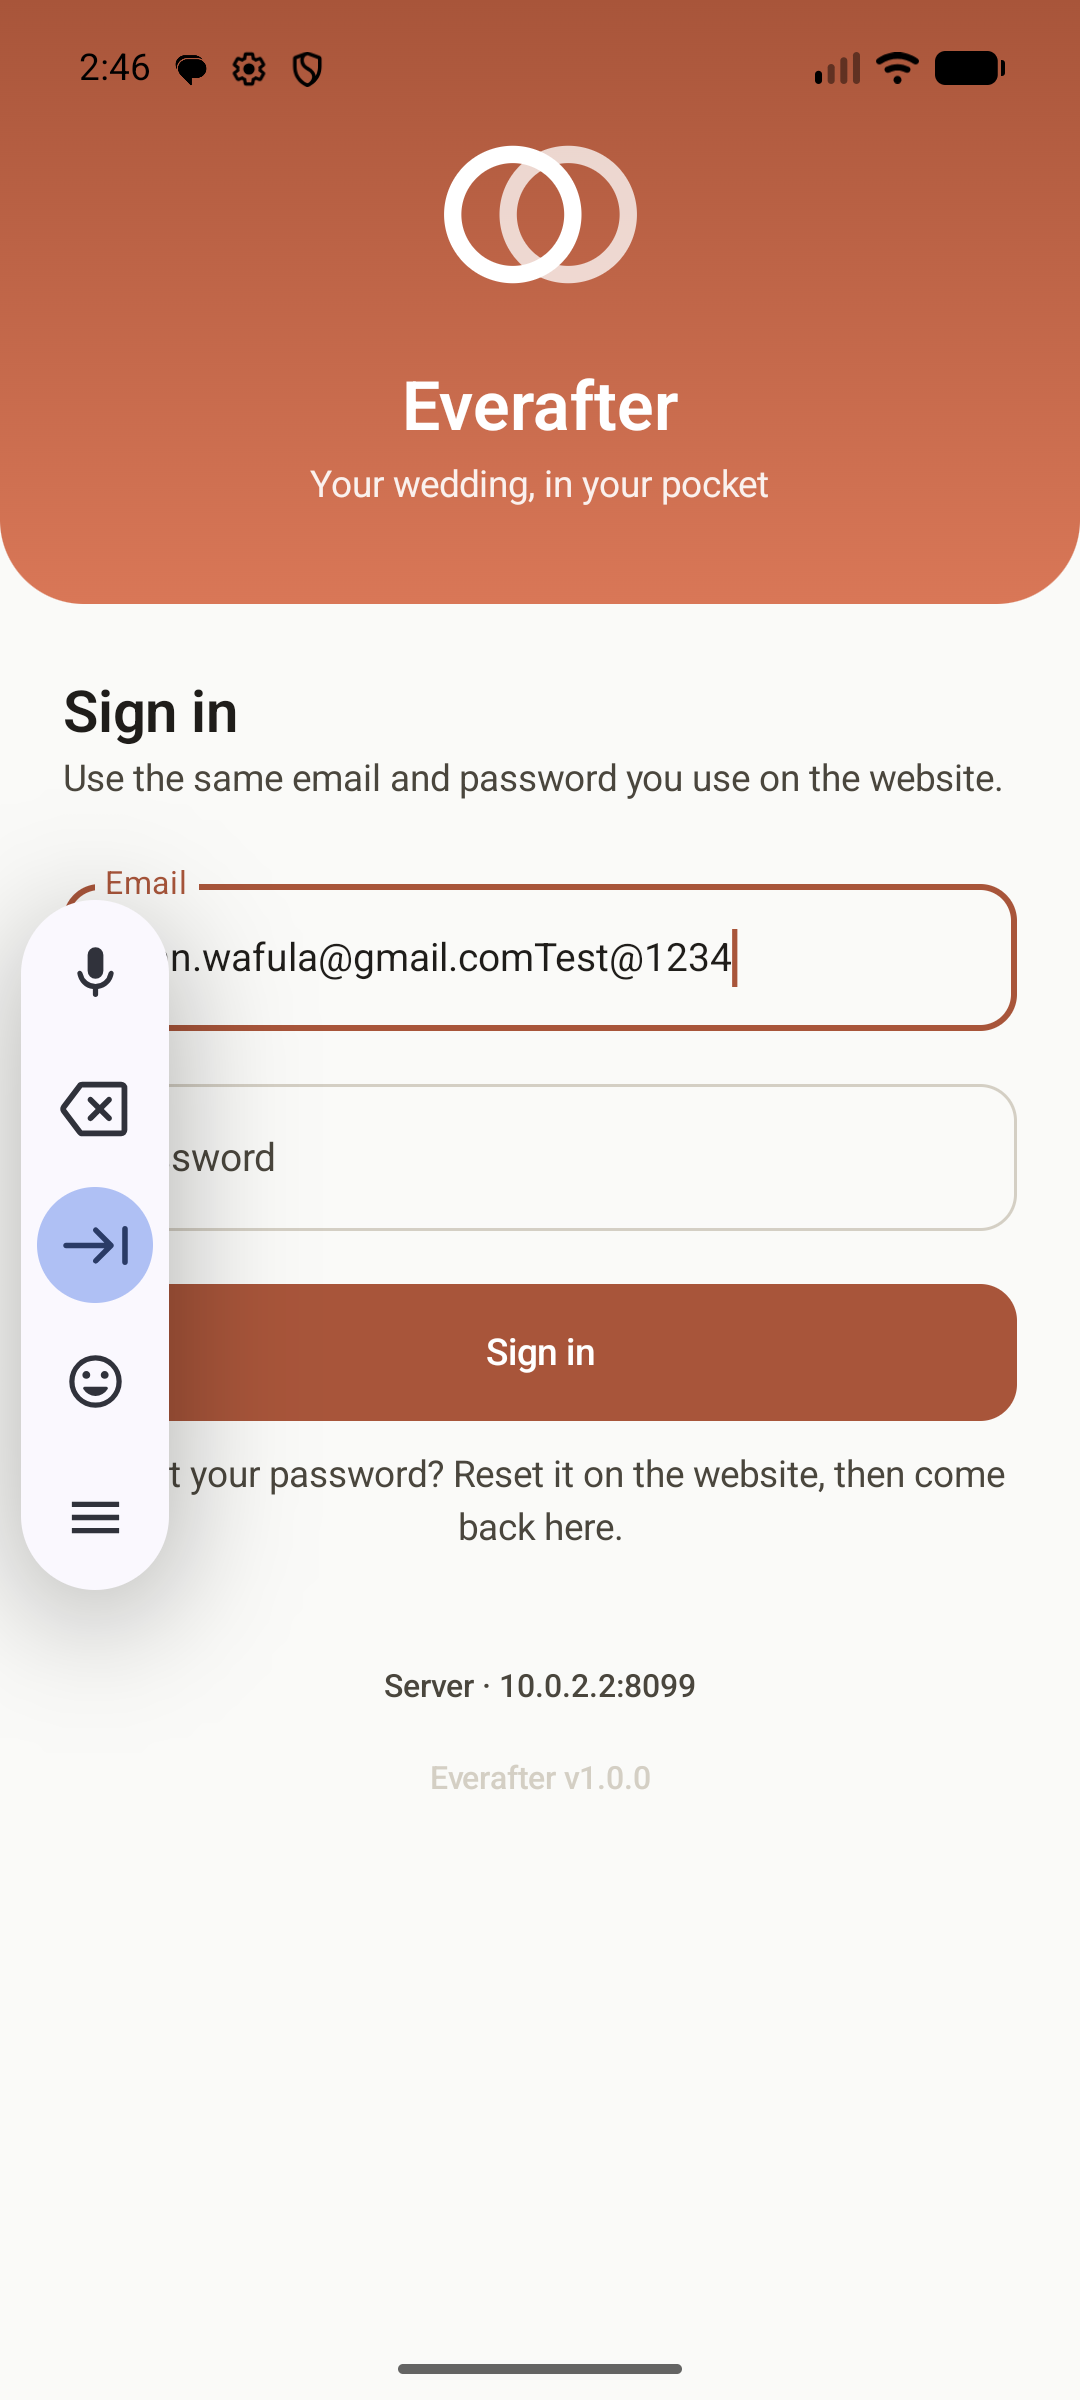 2:46
Everafter
Your wedding, in your pocket
Sign in
Use the same email and password you use on the website.
Email
n.wafula@gmail.comTest@1234
sword
Sign in
t your password? Reset it on the website, then come
back here.
Server · 10.0.2.2:8099
Everafter v1.0.0